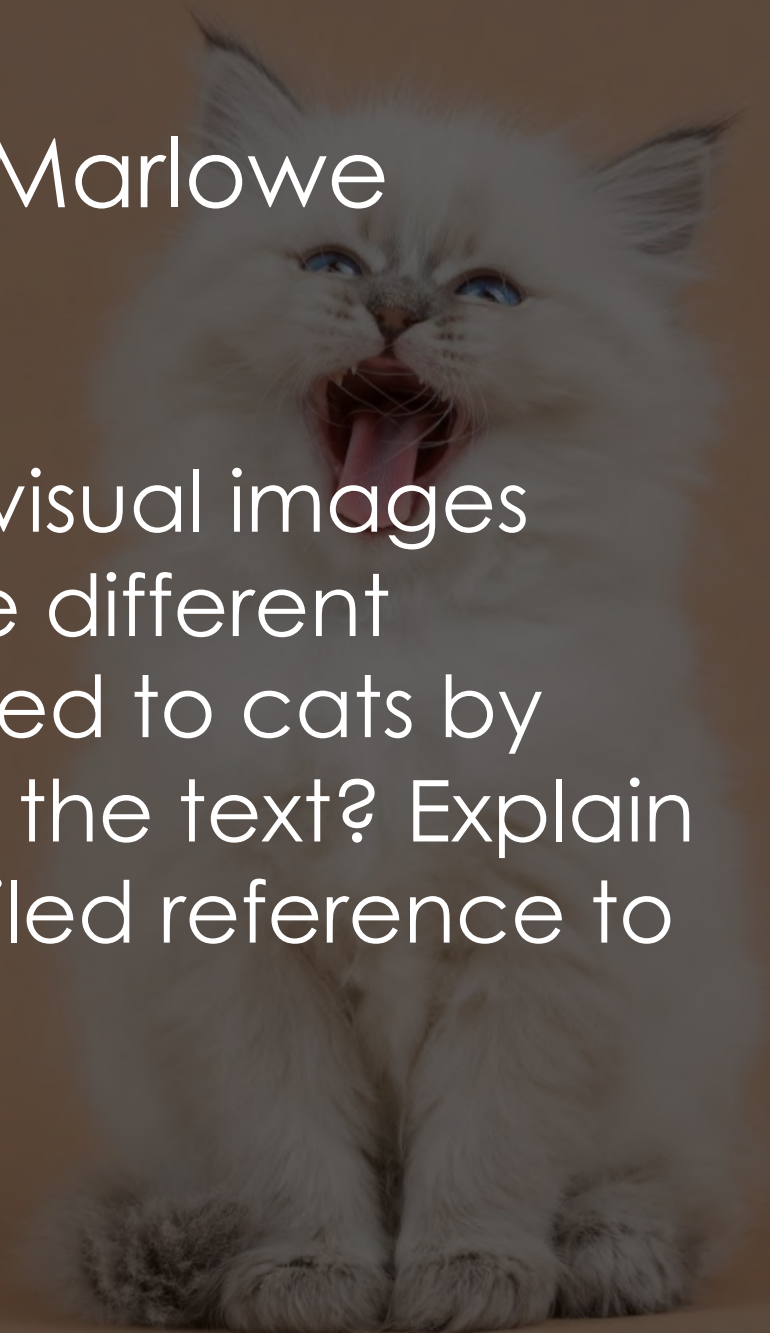 Marlowe
visual images
e different
ed to cats by
the text? Explain
iled reference to